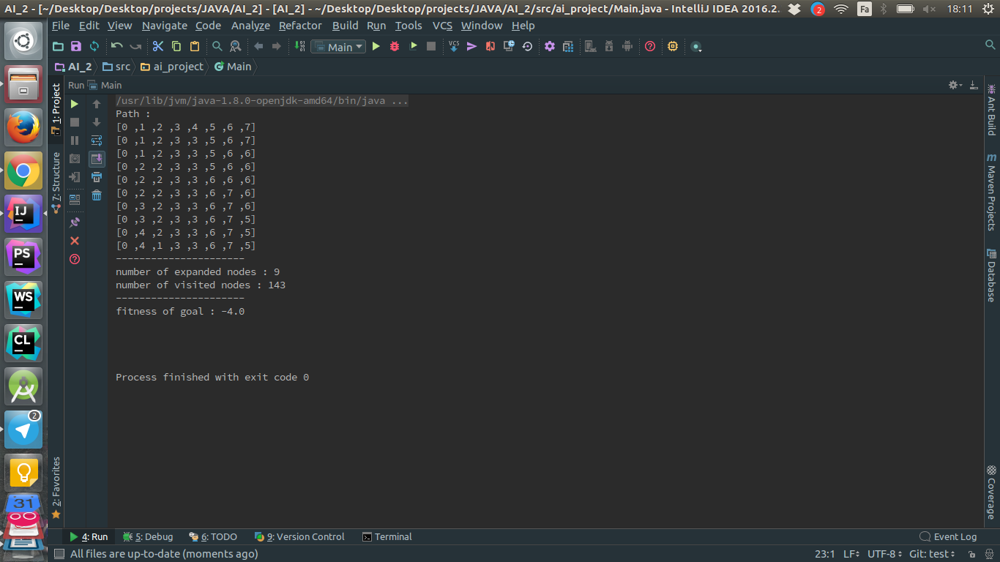 AI_2 - [~/Desktop/Desktop/projects/JAVA/AI_2] - [AI_2] - ~/Desktop/Desktop/projects/JAVA/AI_2/src/ai_project/Main.java - IntelliJ IDEA 2016.2. 2 Fa 18:11
File Edit View Navigate Code Analyze Refactor Build Run Tools VCS Window Help
Main VCS
AI_2 src ai_project Main
Run Main
/usr/lib/jvm/java-1.8.0-openjdk-amd64/bin/java ...
Path :
[0 ,1 ,2 ,3 ,4 ,5 ,6 ,7]
[0 ,1 ,2 ,3 ,3 ,5 ,6 ,7]
[0 ,1 ,2 ,3 ,3 ,5 ,6 ,6]
[0 ,2 ,2 ,3 ,3 ,5 ,6 ,6]
[0 ,2 ,2 ,3 ,3 ,6 ,6 ,6]
[0 ,2 ,2 ,3 ,3 ,6 ,7 ,6]
[0 ,3 ,2 ,3 ,3 ,6 ,7 ,6]
[0 ,3 ,2 ,3 ,3 ,6 ,7 ,5]
[0 ,4 ,2 ,3 ,3 ,6 ,7 ,5]
[0 ,4 ,1 ,3 ,3 ,6 ,7 ,5]
----------------------
number of expanded nodes : 9
number of visited nodes : 143
----------------------
fitness of goal : -4.0
Process finished with exit code 0
1: Project
7: Structure
2: Favorites
Ant Build
m Maven Projects
Database
Coverage
IJ
PS
WS
CL
2
31
4: Run 5: Debug 6: TODO 9: Version Control Terminal Event Log
All files are up-to-date (moments ago) 23:1 LF UTF-8 Git: test